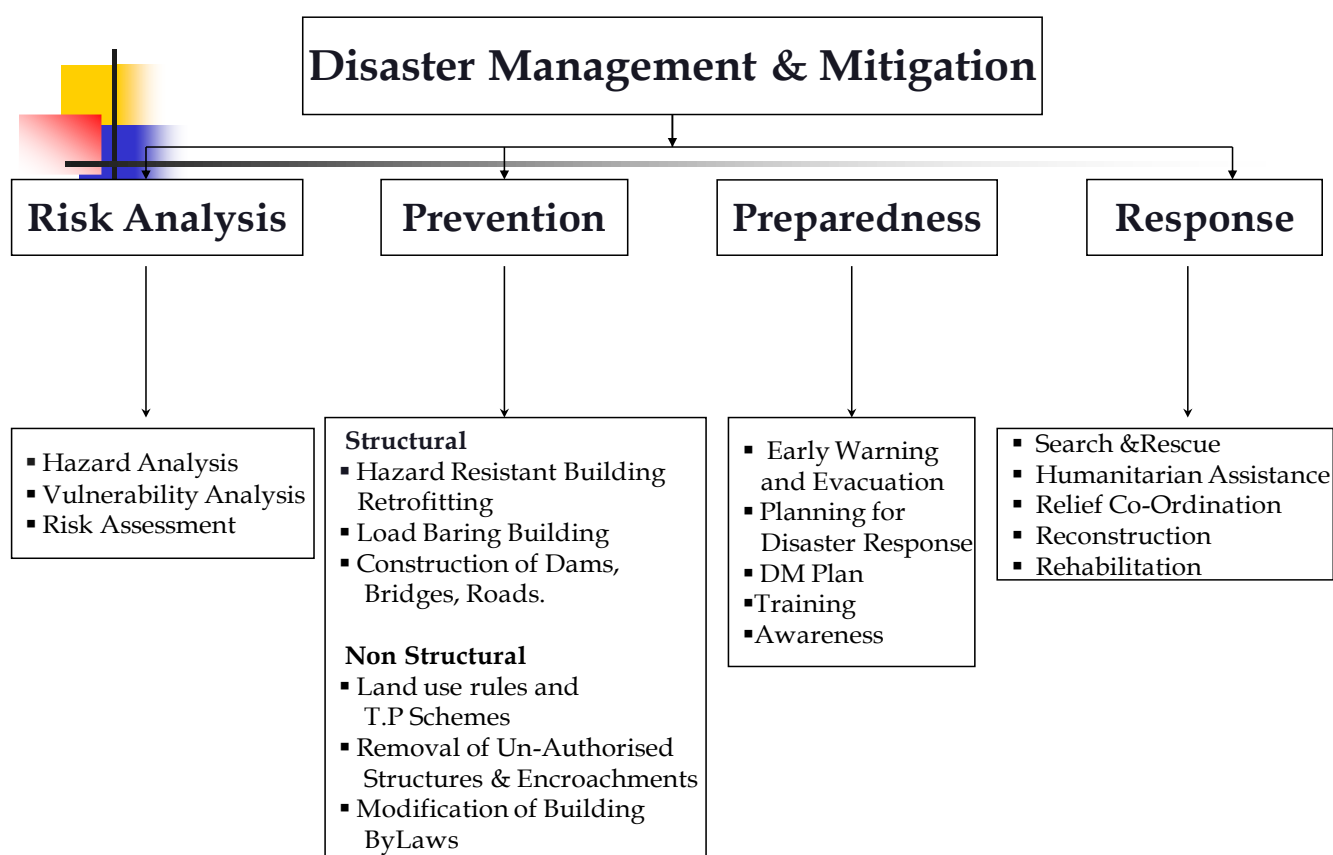 Disaster Management & Mitigation
Risk Analysis
Prevention
Preparedness
Response
▪ Hazard Analysis
▪ Vulnerability Analysis
▪ Risk Assessment
Structural
▪ Hazard Resistant Building
Retrofitting
▪ Load Baring Building
▪ Construction of Dams,
Bridges, Roads.
Non Structural
▪ Land use rules and
T.P Schemes
▪ Removal of Un-Authorised
Structures & Encroachments
▪ Modification of Building
ByLaws
▪ Early Warning
and Evacuation
▪ Planning for
Disaster Response
▪ DM Plan
▪Training
▪Awareness
▪ Search &Rescue
▪ Humanitarian Assistance
▪ Relief Co-Ordination
▪ Reconstruction
▪ Rehabilitation